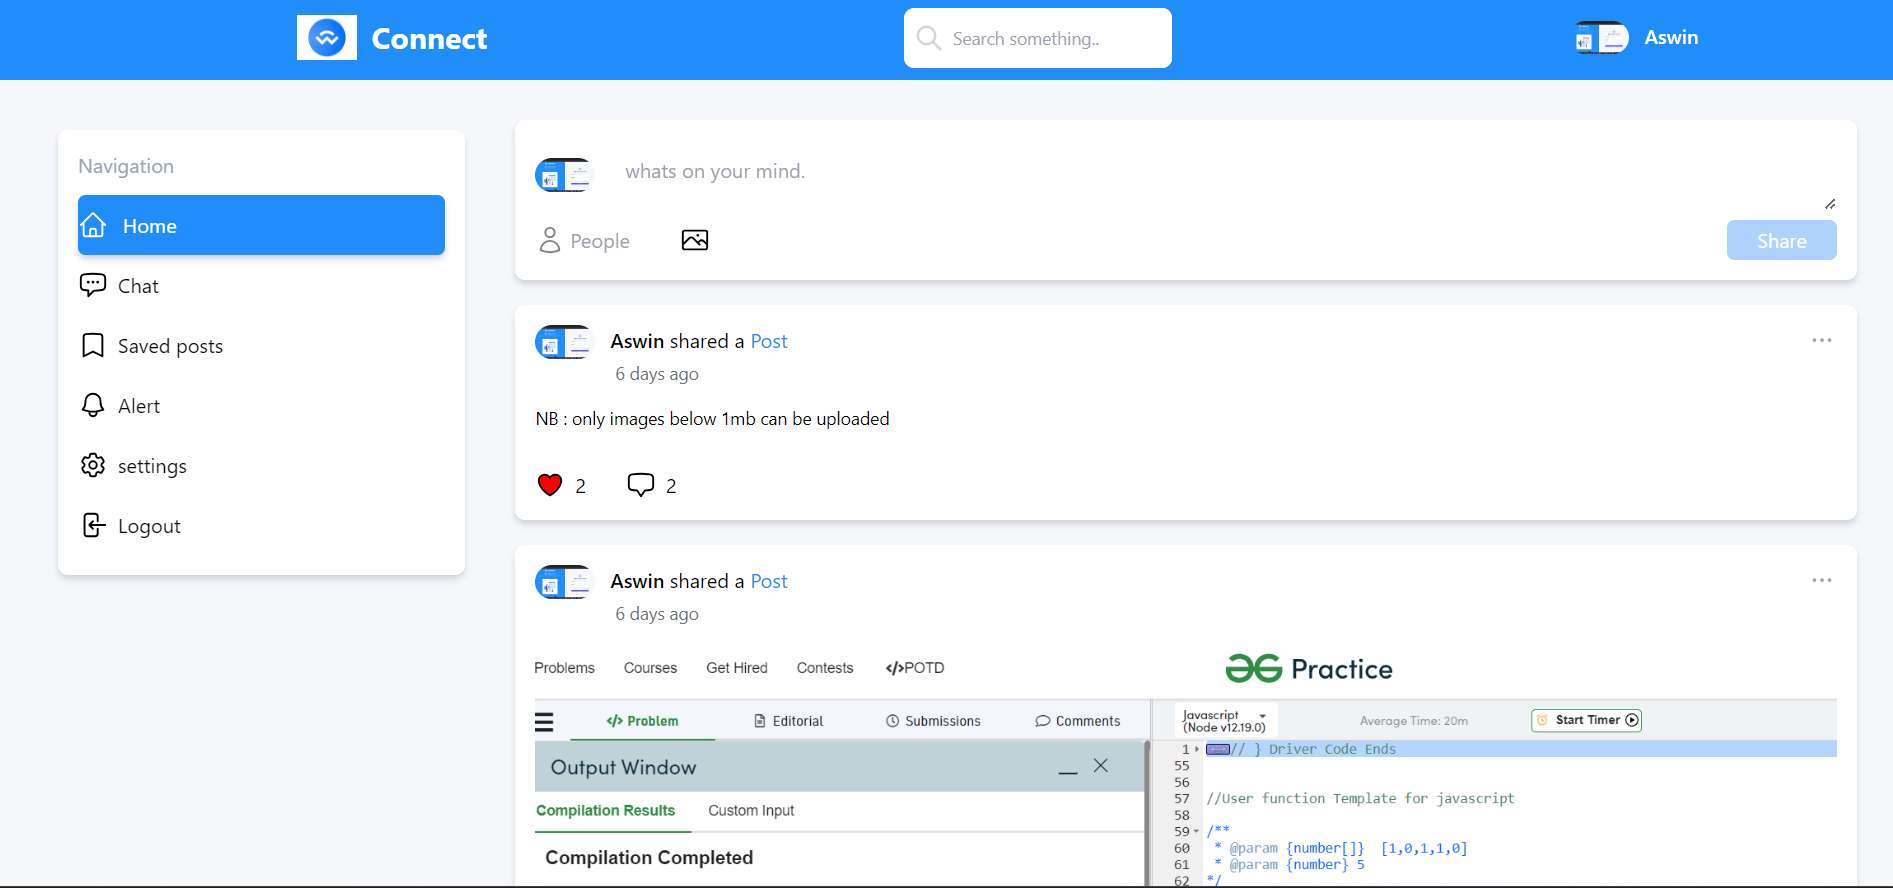 Connect
Search something..
Aswin
Navigation
Home
Chat
Saved posts
Alert
settings
Logout
whats on your mind.
People
Share
Aswin shared a Post
6 days ago
NB : only images below 1mb can be uploaded
2
2
Aswin shared a Post
6 days ago
Problems Courses Get Hired Contests </>POTD
Practice
</> Problem Editorial Submissions Comments
Javascript
(Node v12.19.0)
Average Time: 20m
Start Timer
Output Window
Compilation Results Custom Input
Compilation Completed
1 // } Driver Code Ends
55
56
57 //User function Template for javascript
58
59 /**
60 * @param {number[]} [1,0,1,1,0]
61 * @param {number} 5
62 */